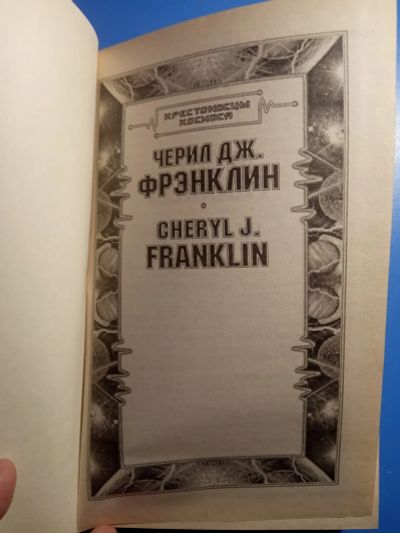 КРЕСТОНОСЦЫ
КОСМОСА
ЧЕРИЛ ДЖ.
ФРЭНКЛИН
CHERYL J.
FRANKLIN